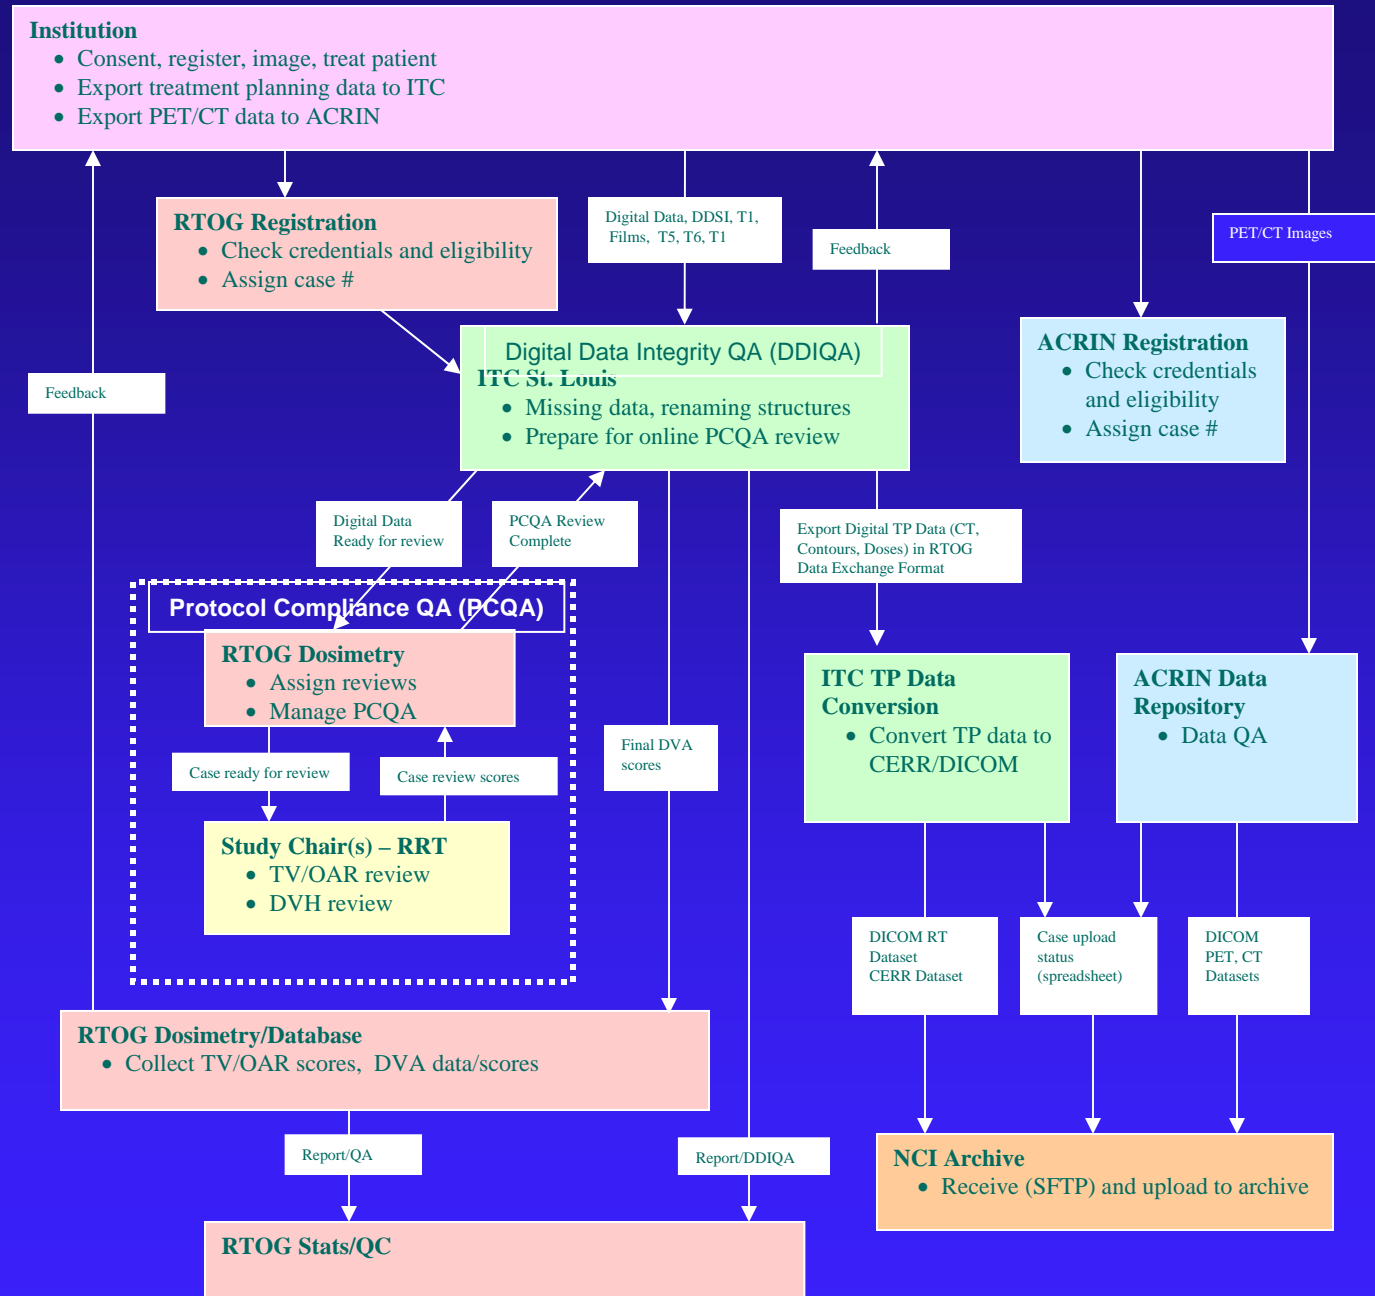 Institution
• Consent, register, image, treat patient
• Export treatment planning data to ITC
• Export PET/CT data to ACRIN
RTOG Registration
• Check credentials and eligibility
• Assign case #
Digital Data, DDSI, T1,
Films, T5, T6, T1
Feedback
PET/CT Images
Digital Data Integrity QA (DDIQA)
ITC St. Louis
• Missing data, renaming structures
• Prepare for online PCQA review
ACRIN Registration
• Check credentials
and eligibility
• Assign case #
Feedback
Digital Data
Ready for review
PCQA Review
Complete
Export Digital TP Data (CT,
Contours, Doses) in RTOG
Data Exchange Format
Protocol Compliance QA (PCQA)
RTOG Dosimetry
• Assign reviews
• Manage PCQA
ITC TP Data
Conversion
• Convert TP data to
CERR/DICOM
ACRIN Data
Repository
• Data QA
Final DVA
scores
Case ready for review
Case review scores
Study Chair(s) – RRT
• TV/OAR review
• DVH review
DICOM RT
Dataset
CERR Dataset
Case upload
status
(spreadsheet)
DICOM
PET, CT
Datasets
RTOG Dosimetry/Database
• Collect TV/OAR scores, DVA data/scores
Report/QA
Report/DDIQA
NCI Archive
• Receive (SFTP) and upload to archive
RTOG Stats/QC